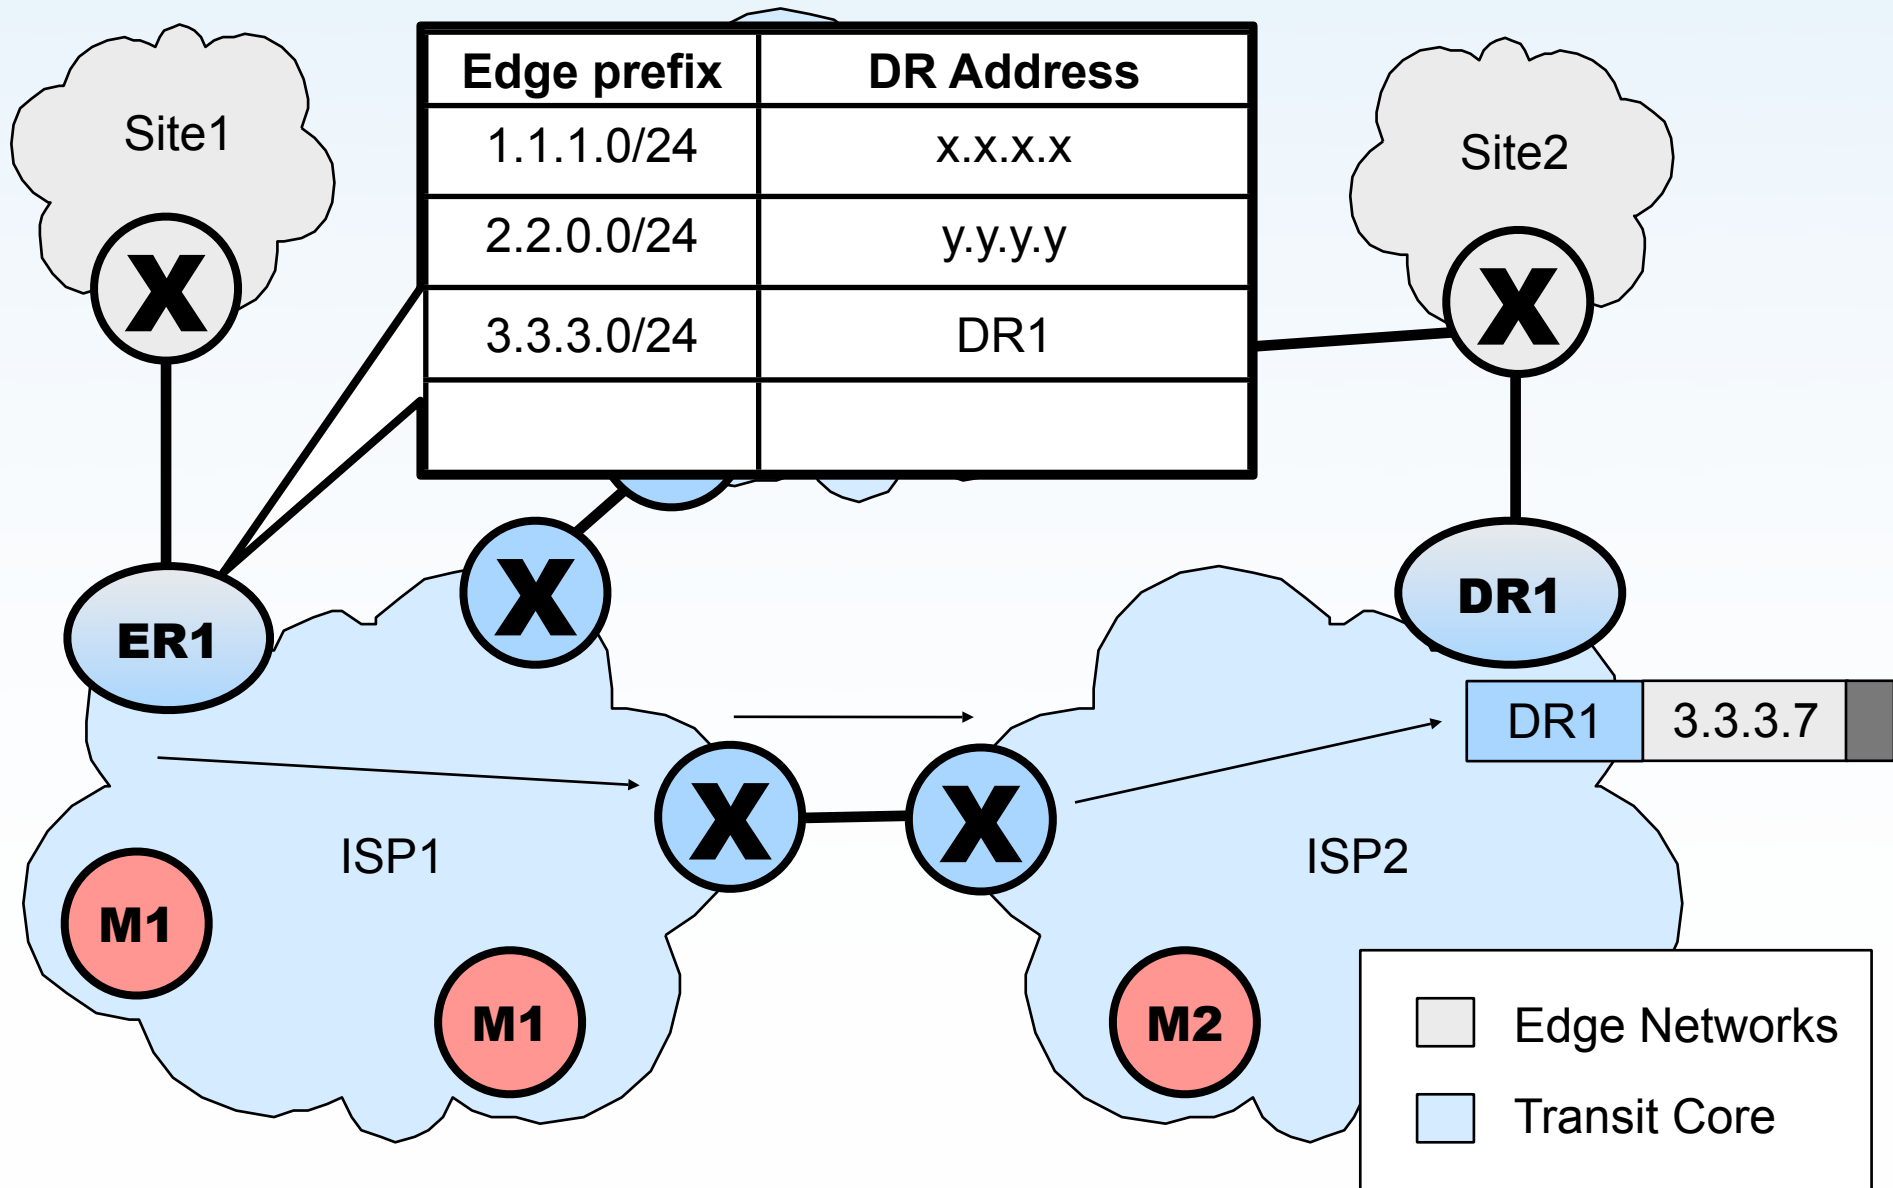 Edge prefix DR Address
1.1.1.0/24 x.x.x.x
2.2.0.0/24 y.y.y.y
3.3.3.0/24 DR1
Site1
Site2
X
X
X
ER1
DR1
DR1 3.3.3.7
X
X
ISP1
ISP2
M1
M1
M2
Edge Networks
Transit Core